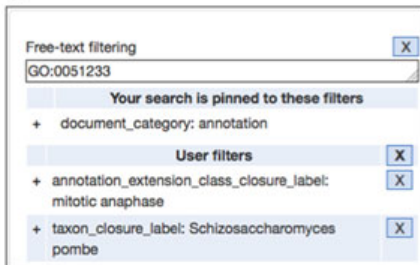 Free-text filtering X
GO:0051233
Your search is pinned to these filters
+ document_category: annotation
User filters X
+ annotation_extension_class_closure_label: X
mitotic anaphase
+ taxon_closure_label: Schizosaccharomyces X
pombe